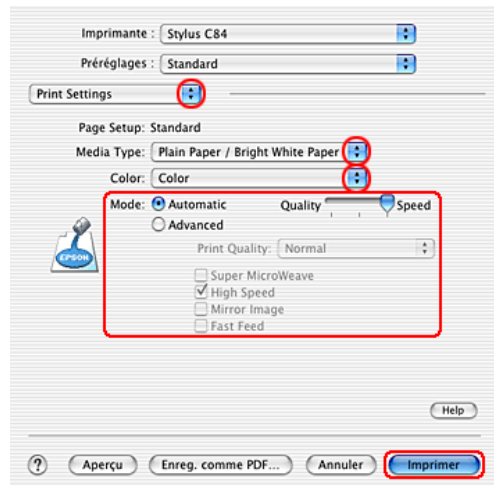 Imprimante : Stylus C84
Préréglages : Standard
Print Settings
Page Setup: Standard
Media Type: Plain Paper / Bright White Paper
Color: Color
Mode: Automatic Quality Speed
Advanced
Print Quality: Normal
Super MicroWeave
High Speed
Mirror Image
Fast Feed
EPSON
Help
? Aperçu Enreg. comme PDF... Annuler Imprimer